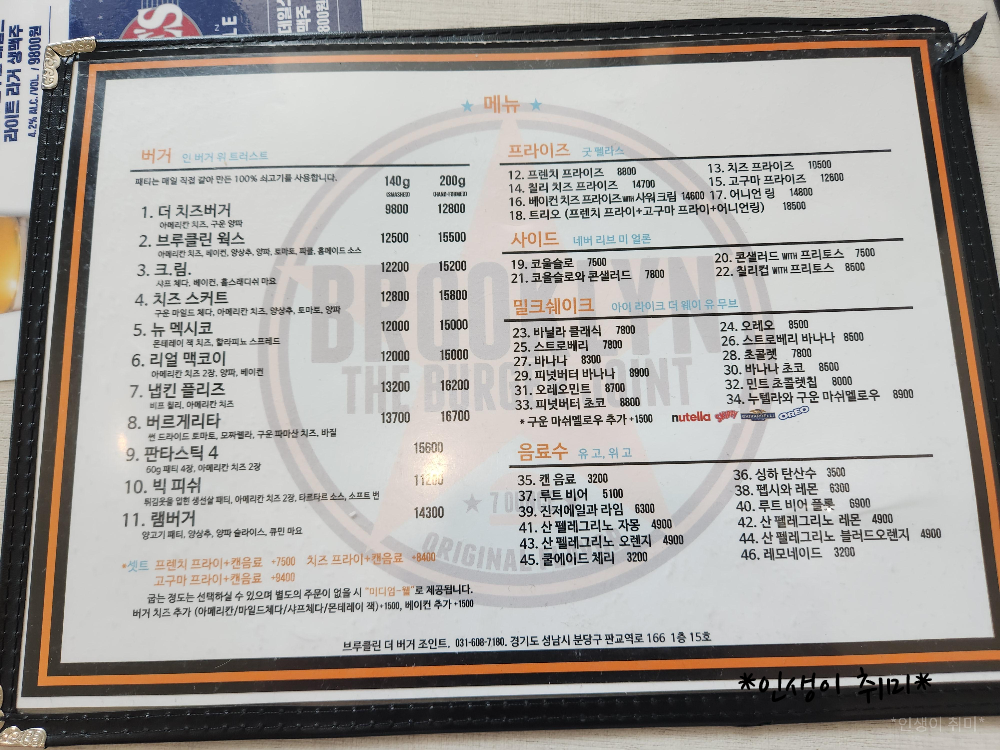 라이트 라거 생맥주
4.2% ALC./VOL. / 9800원
메뉴
버거 인 버거 위 트러스트
패티는 매일 직접 갈아 만든 100% 쇠고기를 사용합니다.
140g 200g
(SMASHED) (HAND-FORMED)
1. 더 치즈버거 9800 12800
아메리칸 치즈, 구운 양파
2. 브루클린 웍스 12500 15500
아메리칸 치즈, 베이컨, 양상추, 양파, 토마토, 피클, 홈메이드 소스
3. 크.림. 12200 15200
샤프 체다, 베이컨, 홀스래디쉬 마요
4. 치즈 스커트 12800 15800
구운 마일드 체다, 아메리칸 치즈, 양상추, 토마토, 양파
5. 뉴 멕시코 12000 15000
몬테레이 잭 치즈, 할라피뇨 스프레드
6. 리얼 맥코이 12000 15000
아메리칸 치즈 2장, 양파, 베이컨
7. 냅킨 플리즈 13200 16200
비프 칠리, 아메리칸 치즈
8. 버르게리타 13700 16700
썬 드라이드 토마토, 모짜렐라, 구운 파마산 치즈, 바질
9. 판타스틱 4 15600
60g 패티 4장, 아메리칸 치즈 2장
10. 빅 피쉬
튀김옷을 입힌 생선살 패티, 아메리칸 치즈 2장, 타르타르 소스, 소프트 번
11. 램버거 14300
양고기 패티, 양상추, 양파 슬라이스, 큐민 마요
*셋트 프렌치 프라이+캔음료 +7500 치즈 프라이+캔음료 +8400
고구마 프라이+캔음료 +9400
굽는 정도는 선택하실 수 있으며 별도의 주문이 없을 시 "미디엄-웰"로 제공됩니다.
버거 치즈 추가 (아메리칸/마일드체다/샤프체다/몬테레이 잭)+1500, 베이컨 추가 +1500
프라이즈 굿 펠라스
12. 프렌치 프라이즈 8800 13. 치즈 프라이즈 10500
14. 칠리 치즈 프라이즈 14700 15. 고구마 프라이즈 12600
16. 베이컨 치즈 프라이즈 WITH 사워크림 14600 17. 어니언 링 14800
18. 트리오 (프렌치 프라이+고구마 프라이+어니언링) 18500
사이드 네버 리브 미 얼론
19. 코울슬로 7500 20. 콘샐러드 WITH 프리토스 7500
21. 코울슬로와 콘샐러드 7800 22. 칠리컵 WITH 프리토스 8600
밀크쉐이크 아이 라이크 더 웨이 유 무브
23. 바닐라 클래식 7800 24. 오레오 8500
25. 스트로베리 7800 26. 스트로베리 바나나 8500
27. 바나나 8300 28. 초콜렛 7800
29. 피넛버터 바나나 8900 30. 바나나 초코 8500
31. 오레오민트 8700 32. 민트 초콜렛칩 8000
33. 피넛버터 초코 8800 34. 누텔라와 구운 마쉬멜로우 8900
*구운 마쉬멜로우 추가 +1500 nutella OREO
음료수 유 고, 위 고
35. 캔 음료 3200 36. 싱하 탄산수 3500
37. 루트 비어 5100 38. 펩시와 레몬 6300
39. 진저에일과 라임 6300 40. 루트 비어 플롯 6900
41. 산 펠레그리노 자몽 4900 42. 산 펠레그리노 레몬 4900
43. 산 펠레그리노 오렌지 4900 44. 산 펠레그리노 블러드오렌지 4900
45. 쿨에이드 체리 3200 46. 레모네이드 3200
BROOKLYN
THE BURGER JOINT
브루클린 더 버거 조인트. 031-608-7180. 경기도 성남시 분당구 판교역로 166 1층 15호
*인생이 취미*
*인생이 취미*